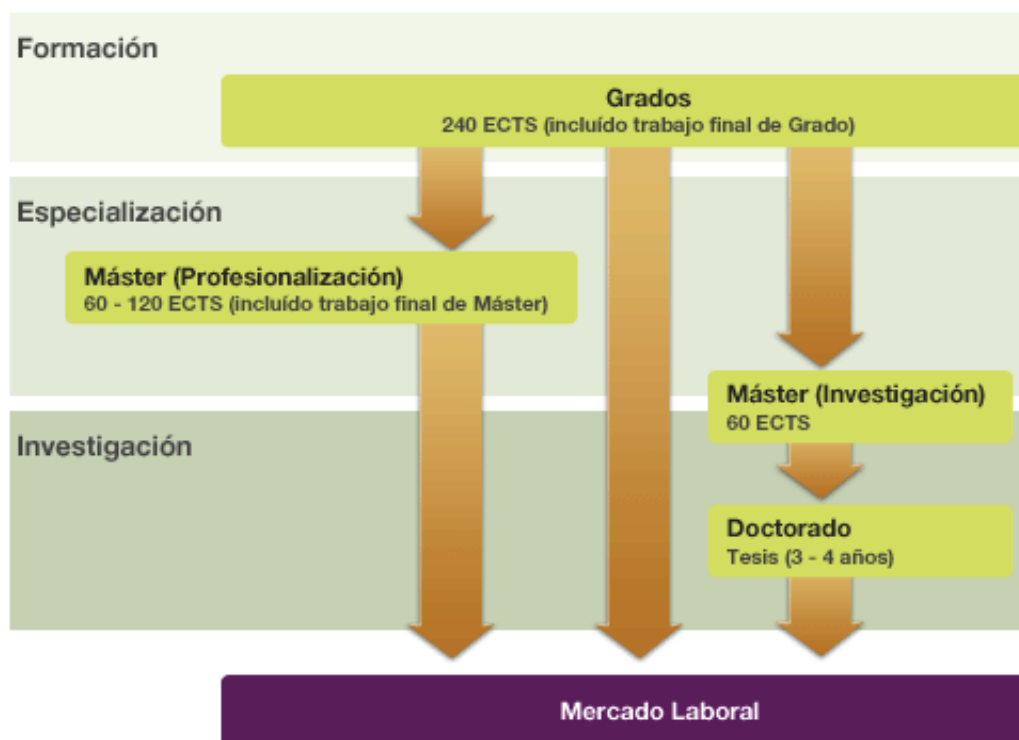 Formación
Grados
240 ECTS (incluído trabajo final de Grado)
Especialización
Máster (Profesionalización)
60 - 120 ECTS (incluído trabajo final de Máster)
Máster (Investigación)
60 ECTS
Investigación
Doctorado
Tesis (3 - 4 años)
Mercado Laboral